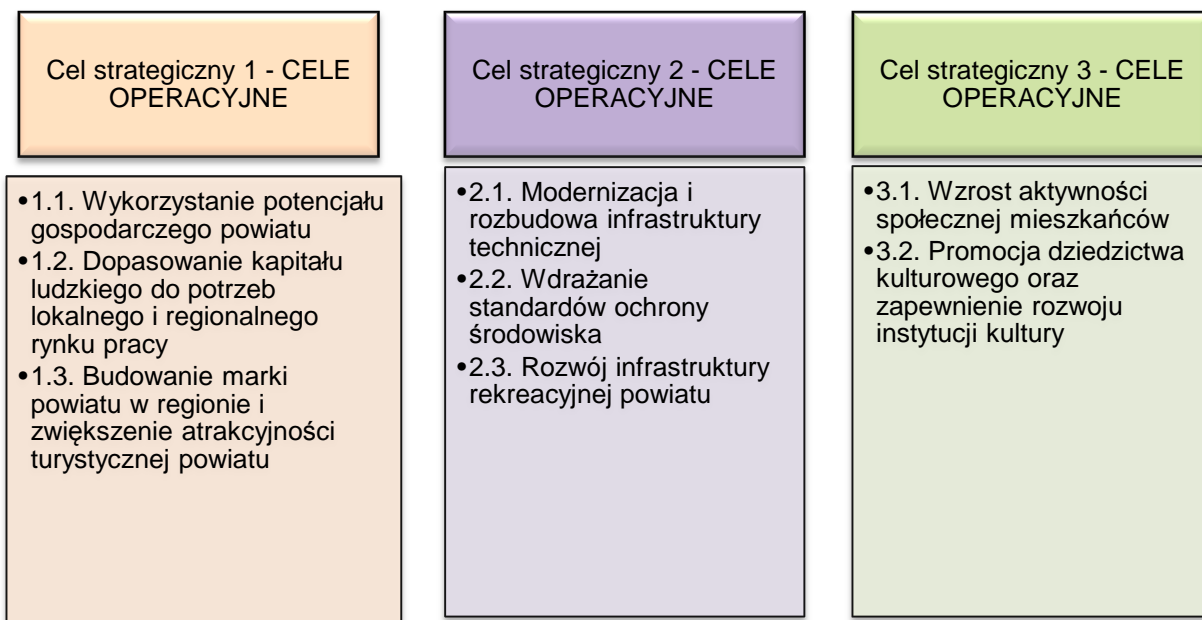 Cel strategiczny 1 - CELE
OPERACYJNE
•1.1. Wykorzystanie potencjału
gospodarczego powiatu
•1.2. Dopasowanie kapitału
ludzkiego do potrzeb
lokalnego i regionalnego
rynku pracy
•1.3. Budowanie marki
powiatu w regionie i
zwiększenie atrakcyjności
turystycznej powiatu
Cel strategiczny 2 - CELE
OPERACYJNE
•2.1. Modernizacja i
rozbudowa infrastruktury
technicznej
•2.2. Wdrażanie
standardów ochrony
środowiska
•2.3. Rozwój infrastruktury
rekreacyjnej powiatu
Cel strategiczny 3 - CELE
OPERACYJNE
•3.1. Wzrost aktywności
społecznej mieszkańców
•3.2. Promocja dziedzictwa
kulturowego oraz
zapewnienie rozwoju
instytucji kultury